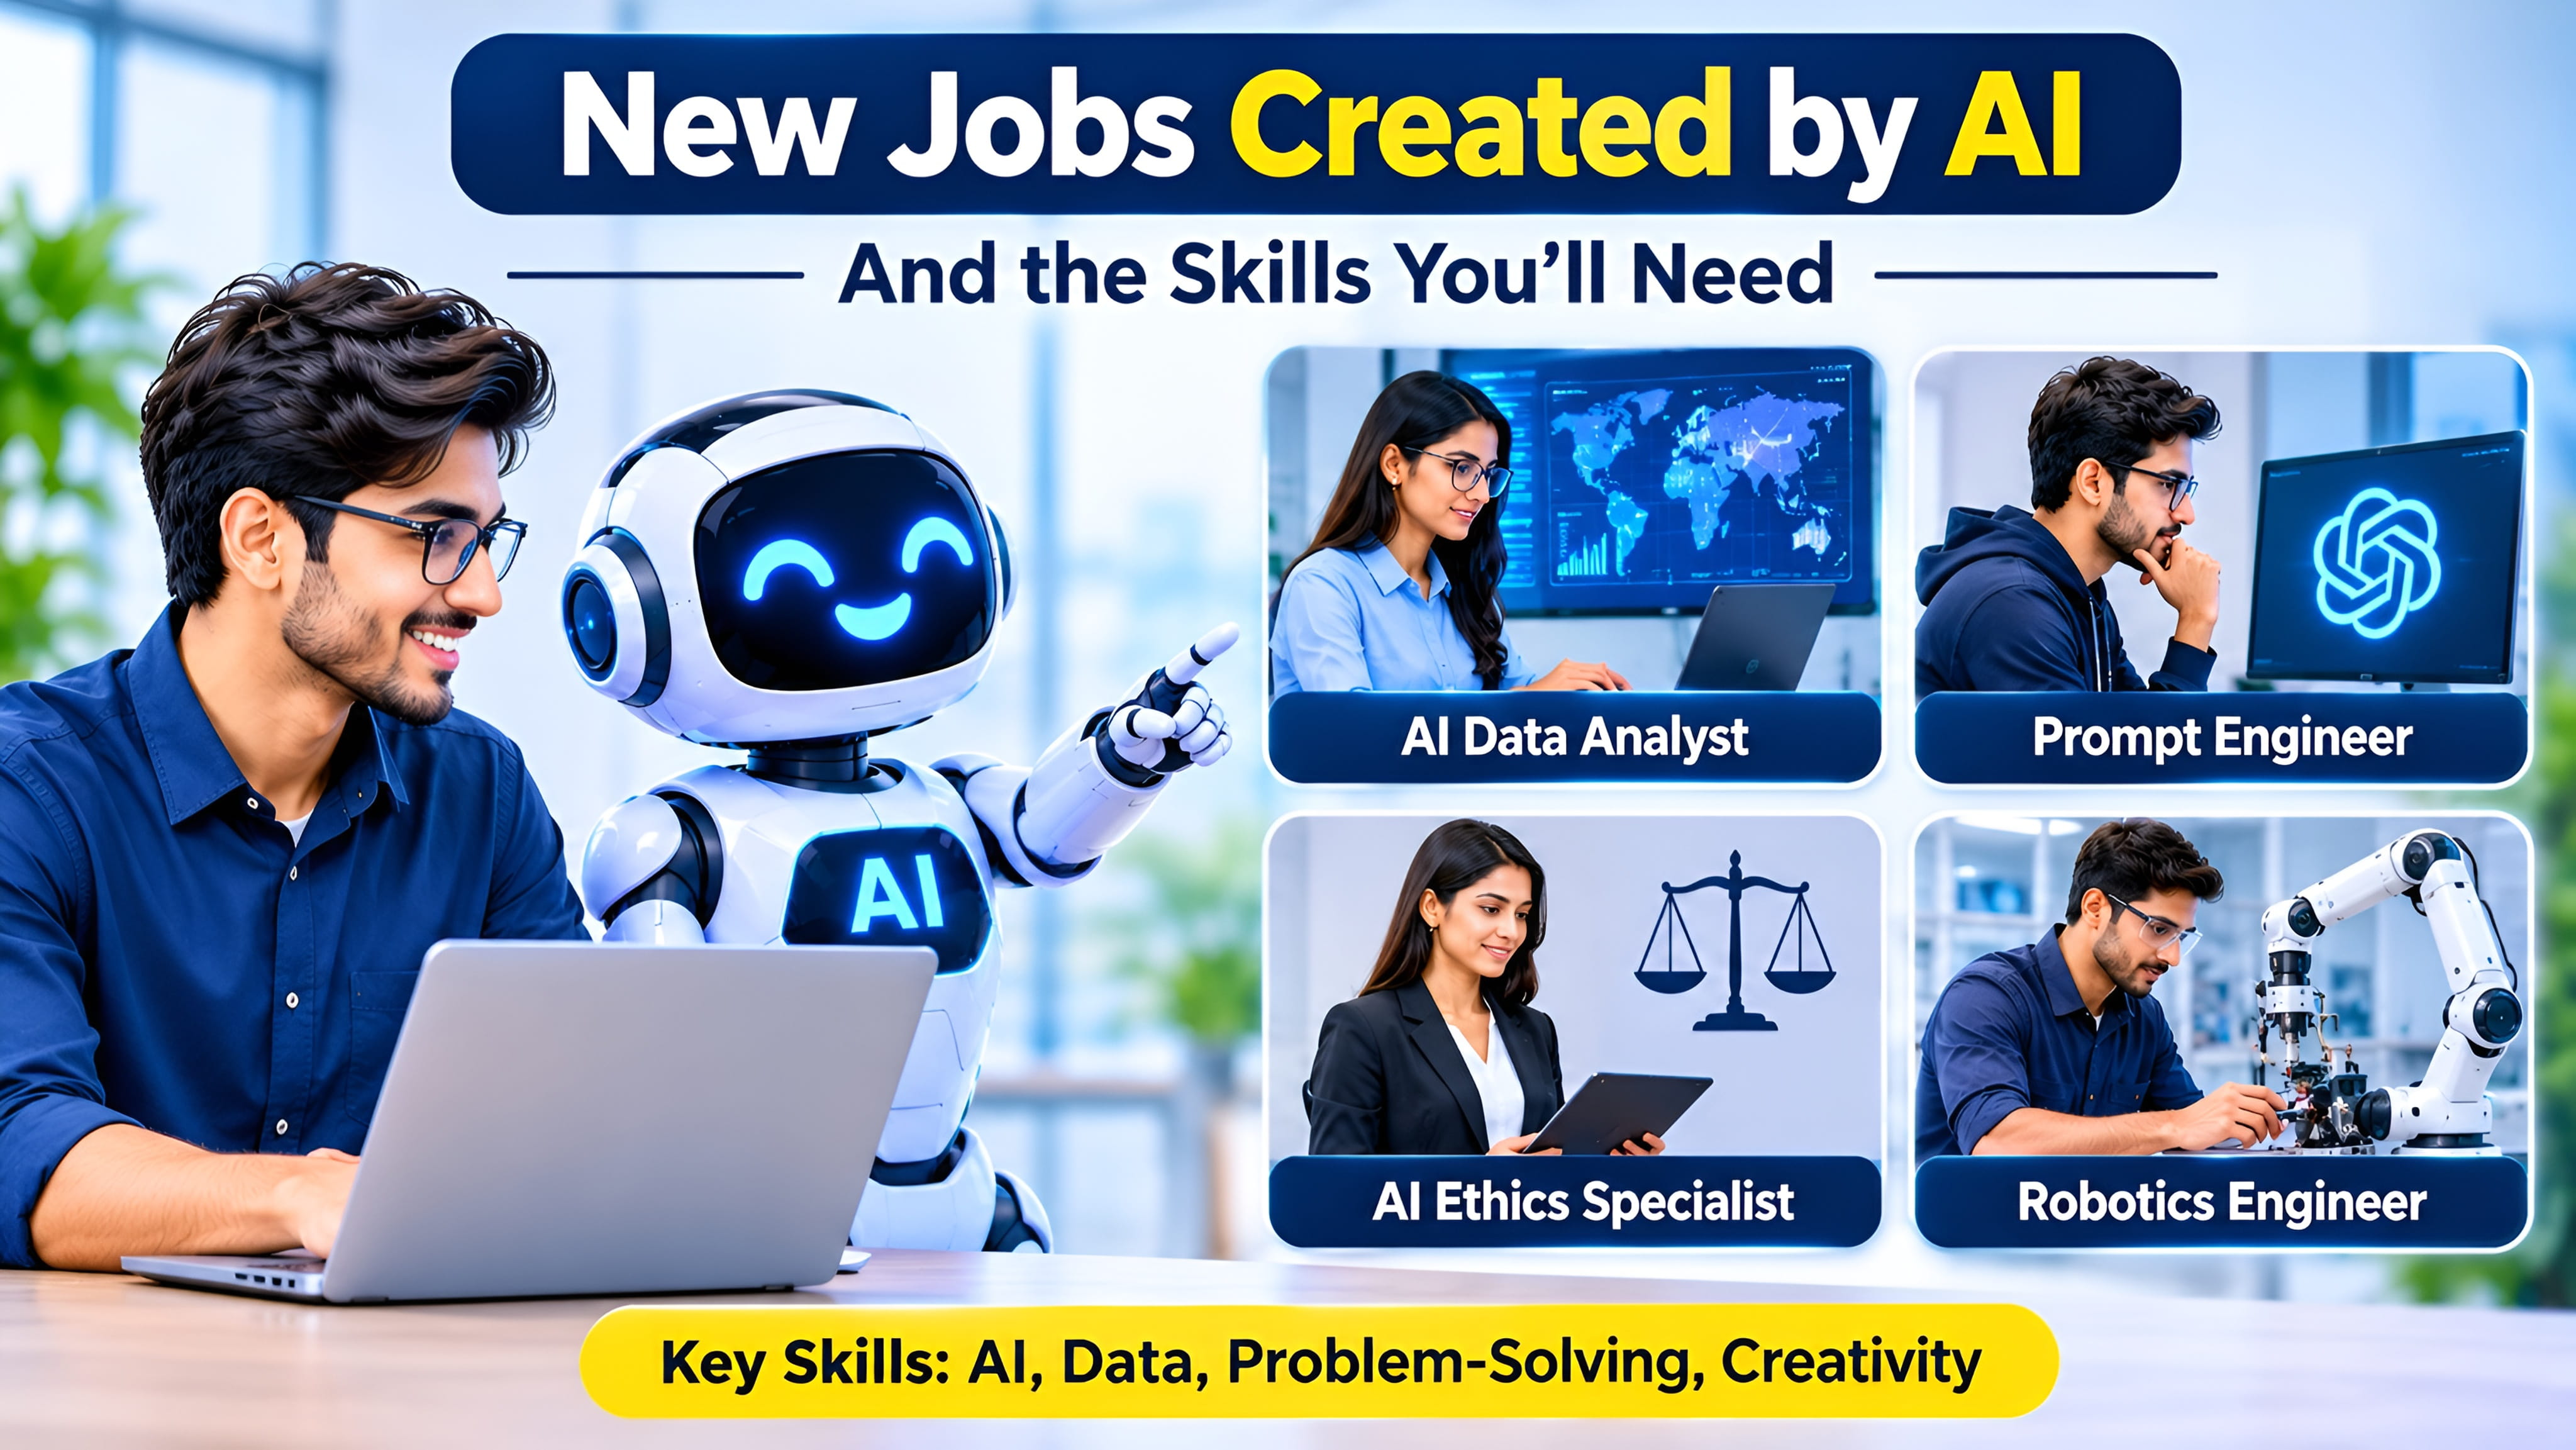 New Jobs Created by AI
And the Skills You'll Need
AI
AI Data Analyst
Prompt Engineer
AI Ethics Specialist
Robotics Engineer
Key Skills: AI, Data, Problem-Solving, Creativity